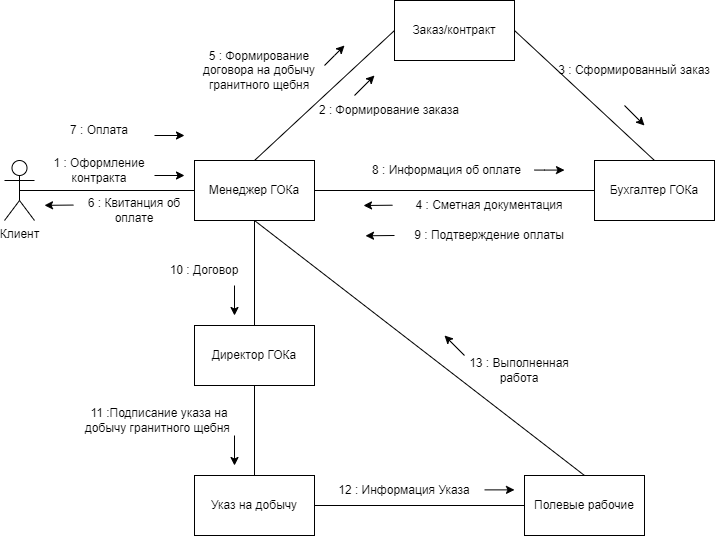 Заказ/контракт
5 : Формирование
договора на добычу
гранитного щебня
3 : Сформированный заказ
2 : Формирование заказа
7 : Оплата
1 : Оформление
контракта
Менеджер ГОКа
8 : Информация об оплате
Бухгалтер ГОКа
6 : Квитанция об
оплате
4 : Сметная документация
Клиент
9 : Подтверждение оплаты
10 : Договор
Директор ГОКа
13 : Выполненная
работа
11 :Подписание указа на
добычу гранитного щебня
12 : Информация Указа
Указ на добычу
Полевые рабочие